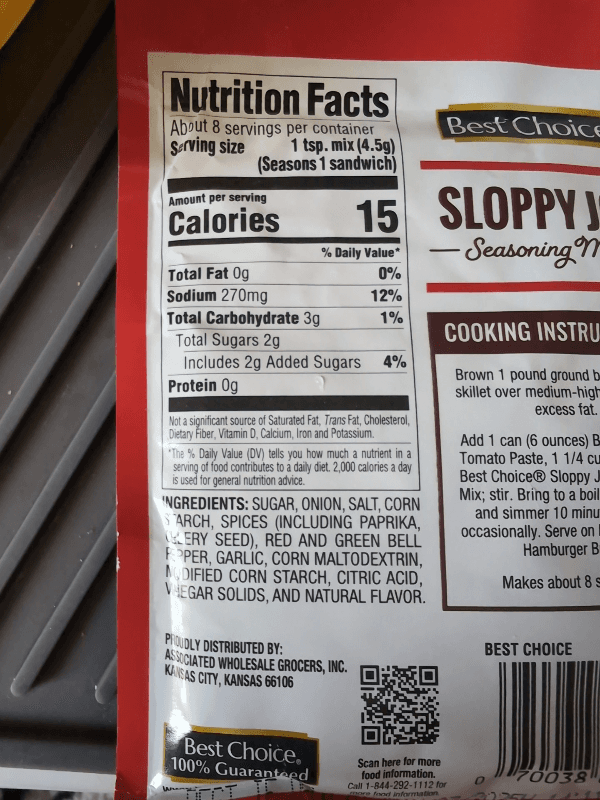 Nutrition Facts
About 8 servings per container
Serving size 1 tsp. mix (4.5g)
(Seasons 1 sandwich)
Amount per serving
Calories 15
% Daily Value*
Total Fat 0g 0%
Sodium 270mg 12%
Total Carbohydrate 3g 1%
Total Sugars 2g
Includes 2g Added Sugars 4%
Protein 0g
Not a significant source of Saturated Fat, Trans Fat, Cholesterol,
Dietary Fiber, Vitamin D, Calcium, Iron and Potassium.
*The % Daily Value (DV) tells you how much a nutrient in a
serving of food contributes to a daily diet. 2,000 calories a day
is used for general nutrition advice.
INGREDIENTS: SUGAR, ONION, SALT, CORN
STARCH, SPICES (INCLUDING PAPRIKA,
CELERY SEED), RED AND GREEN BELL
PEPPER, GARLIC, CORN MALTODEXTRIN,
MODIFIED CORN STARCH, CITRIC ACID,
VINEGAR SOLIDS, AND NATURAL FLAVOR.
PROUDLY DISTRIBUTED BY:
ASSOCIATED WHOLESALE GROCERS, INC.
KANSAS CITY, KANSAS 66106
Best Choice®
100% Guaranteed
Scan here for more
food information.
Call 1-844-292-1112 for
more food information
Best Choice
SLOPPY J
Seasoning M
COOKING INSTRU
Brown 1 pound ground b
skillet over medium-high
excess fat.
Add 1 can (6 ounces) B
Tomato Paste, 1 1/4 cu
Best Choice® Sloppy J
Mix; stir. Bring to a boil
and simmer 10 minu
occasionally. Serve on
Hamburger B
Makes about 8 s
BEST CHOICE
0 70038